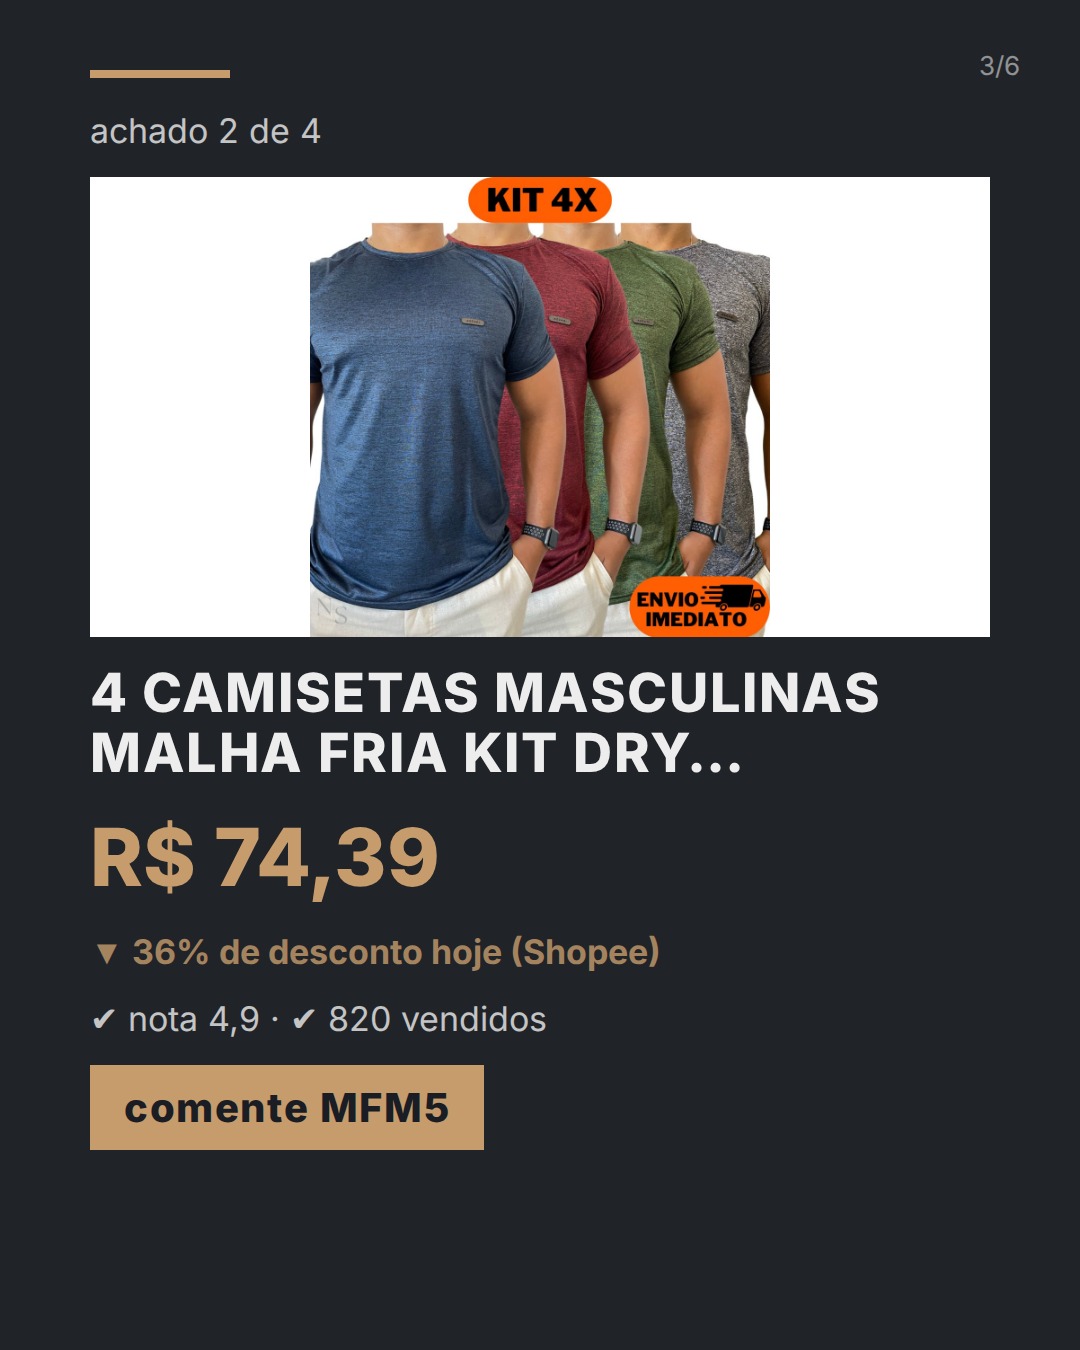 3/6
achado 2 de 4
KIT 4X
NS
ENVIO
IMEDIATO
4 CAMISETAS MASCULINAS
MALHA FRIA KIT DRY...
R$ 74,39
▼ 36% de desconto hoje (Shopee)
✔ nota 4,9 · ✔ 820 vendidos
comente MFM5